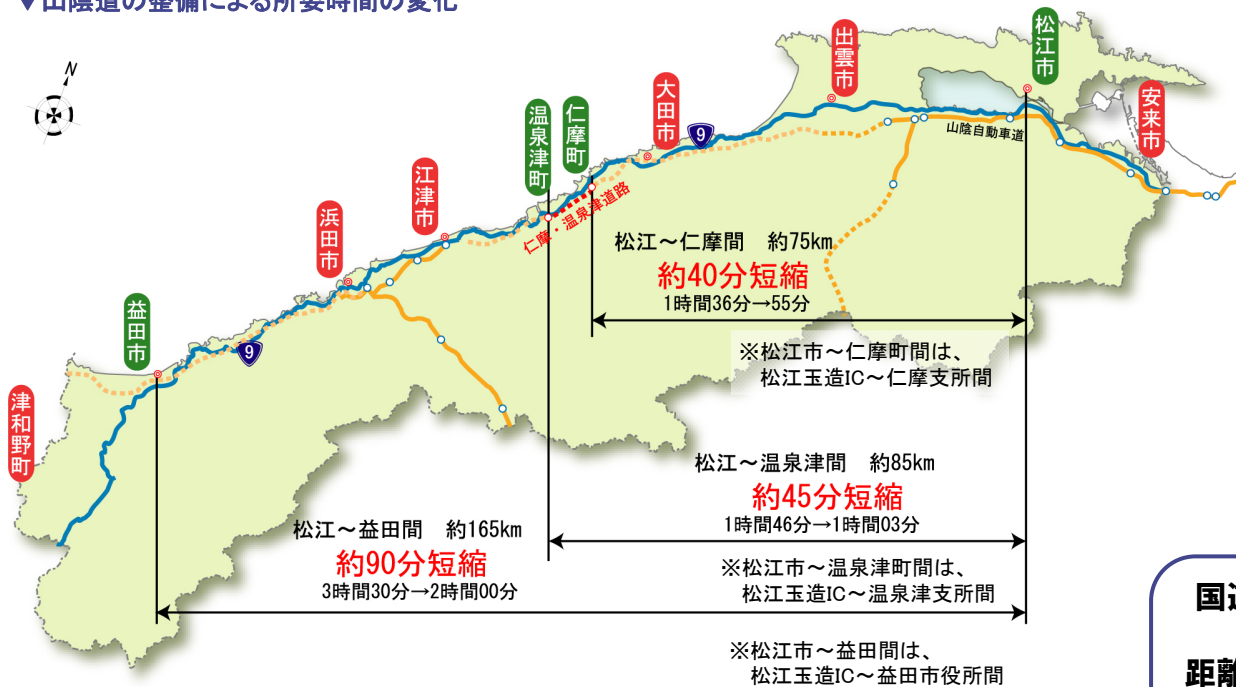 ▼山陰道の整備による所要時間の変化
N
松江市
出雲市
安来市
大田市
仁摩町
温泉津町
9
山陰自動車道
江津市
仁摩・温泉津道路
浜田市
松江～仁摩間　約75km
約40分短縮
1時間36分→55分
益田市
9
※松江市～仁摩町間は、
松江玉造IC～仁摩支所間
津和野町
松江～温泉津間　約85km
約45分短縮
1時間46分→1時間03分
松江～益田間　約165km
約90分短縮
3時間30分→2時間00分
※松江市～温泉津町間は、
松江玉造IC～温泉津支所間
※松江市～益田間は、
松江玉造IC～益田市役所間
距離